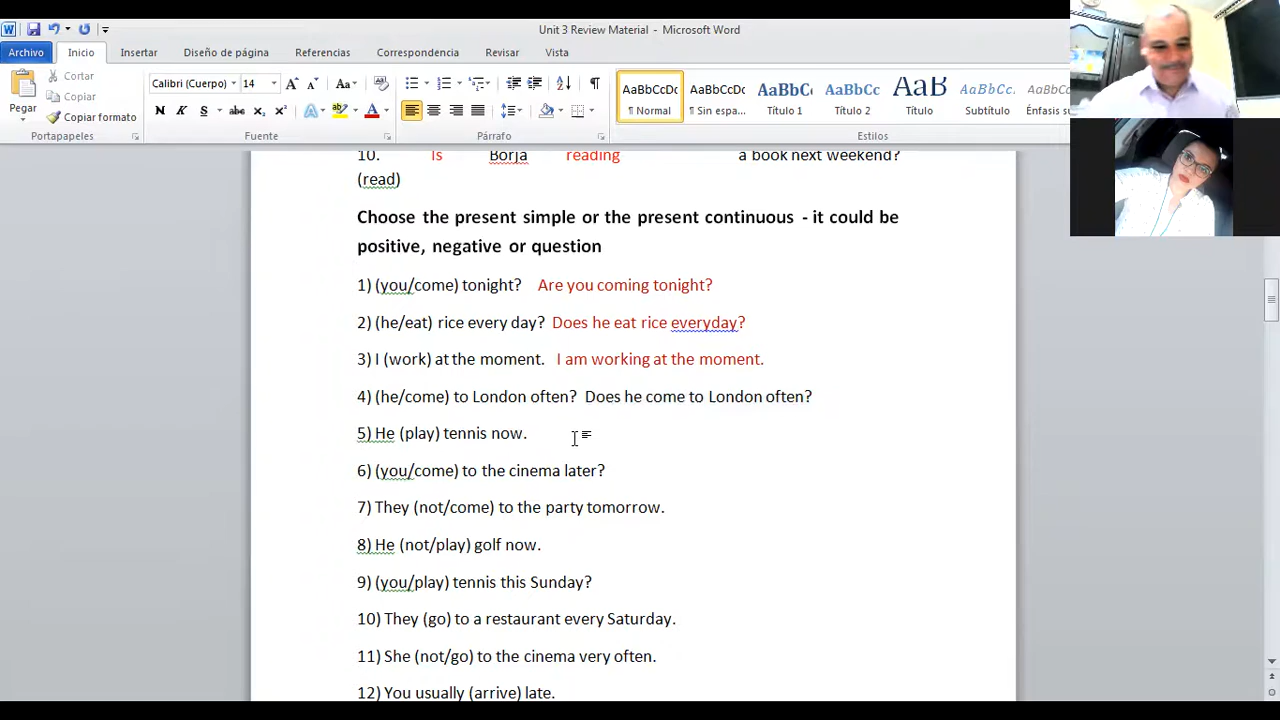 Unit 3 Review Material - Microsoft Word
Archivo Inicio Insertar Diseño de página Referencias Correspondencia Revisar Vista
Pegar
Cortar
Copiar
Copiar formato
Calibri (Cuerpo) 14
N K S abc x₂ x²
AaBbCcDc AaBbCcDc AaBbCc AaBbCc AaB AaBbCc. AaBbCc
¶ Normal ¶ Sin espa... Título 1 Título 2 Título Subtítulo Énfasis su
Portapapeles Fuente Párrafo Estilos
10. Is Borja reading a book next weekend?
(read)
Choose the present simple or the present continuous - it could be
positive, negative or question
1) (you/come) tonight? Are you coming tonight?
2) (he/eat) rice every day? Does he eat rice everyday?
3) I (work) at the moment. I am working at the moment.
4) (he/come) to London often? Does he come to London often?
5) He (play) tennis now.
6) (you/come) to the cinema later?
7) They (not/come) to the party tomorrow.
8) He (not/play) golf now.
9) (you/play) tennis this Sunday?
10) They (go) to a restaurant every Saturday.
11) She (not/go) to the cinema very often.
12) You usually (arrive) late.